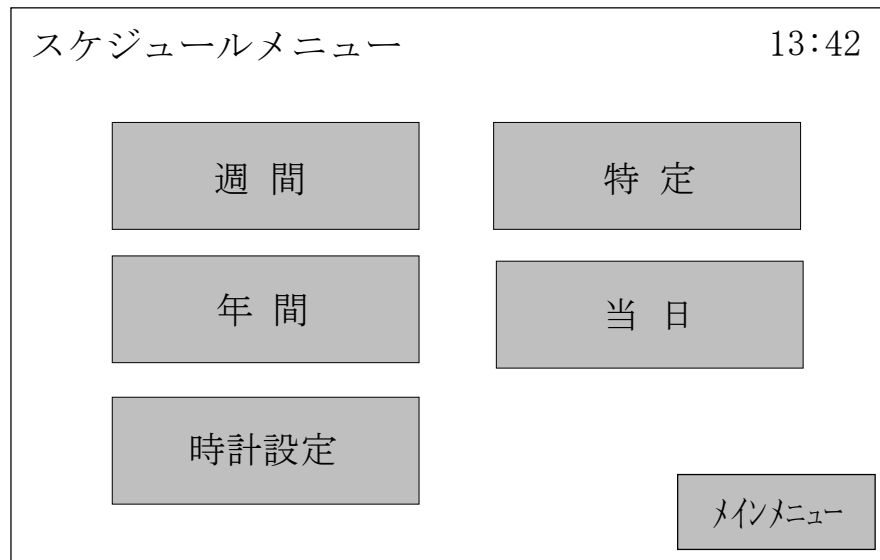 スケジュールメニュー 13:42
週 間 特 定
年 間 当 日
時計設定
メインメニュー